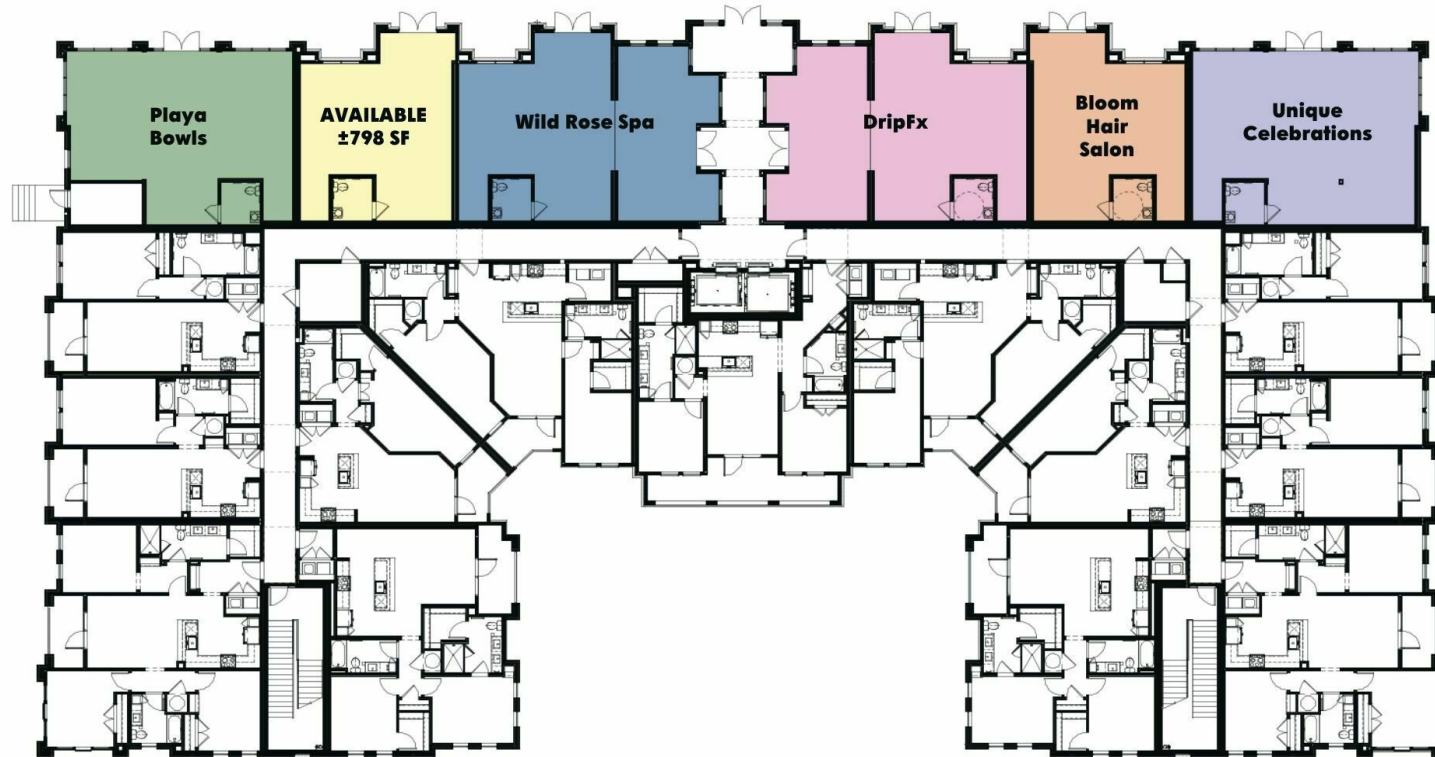 Playa
Bowls
AVAILABLE
±798 SF
Wild Rose Spa
DripFx
Bloom
Hair
Salon
Unique
Celebrations